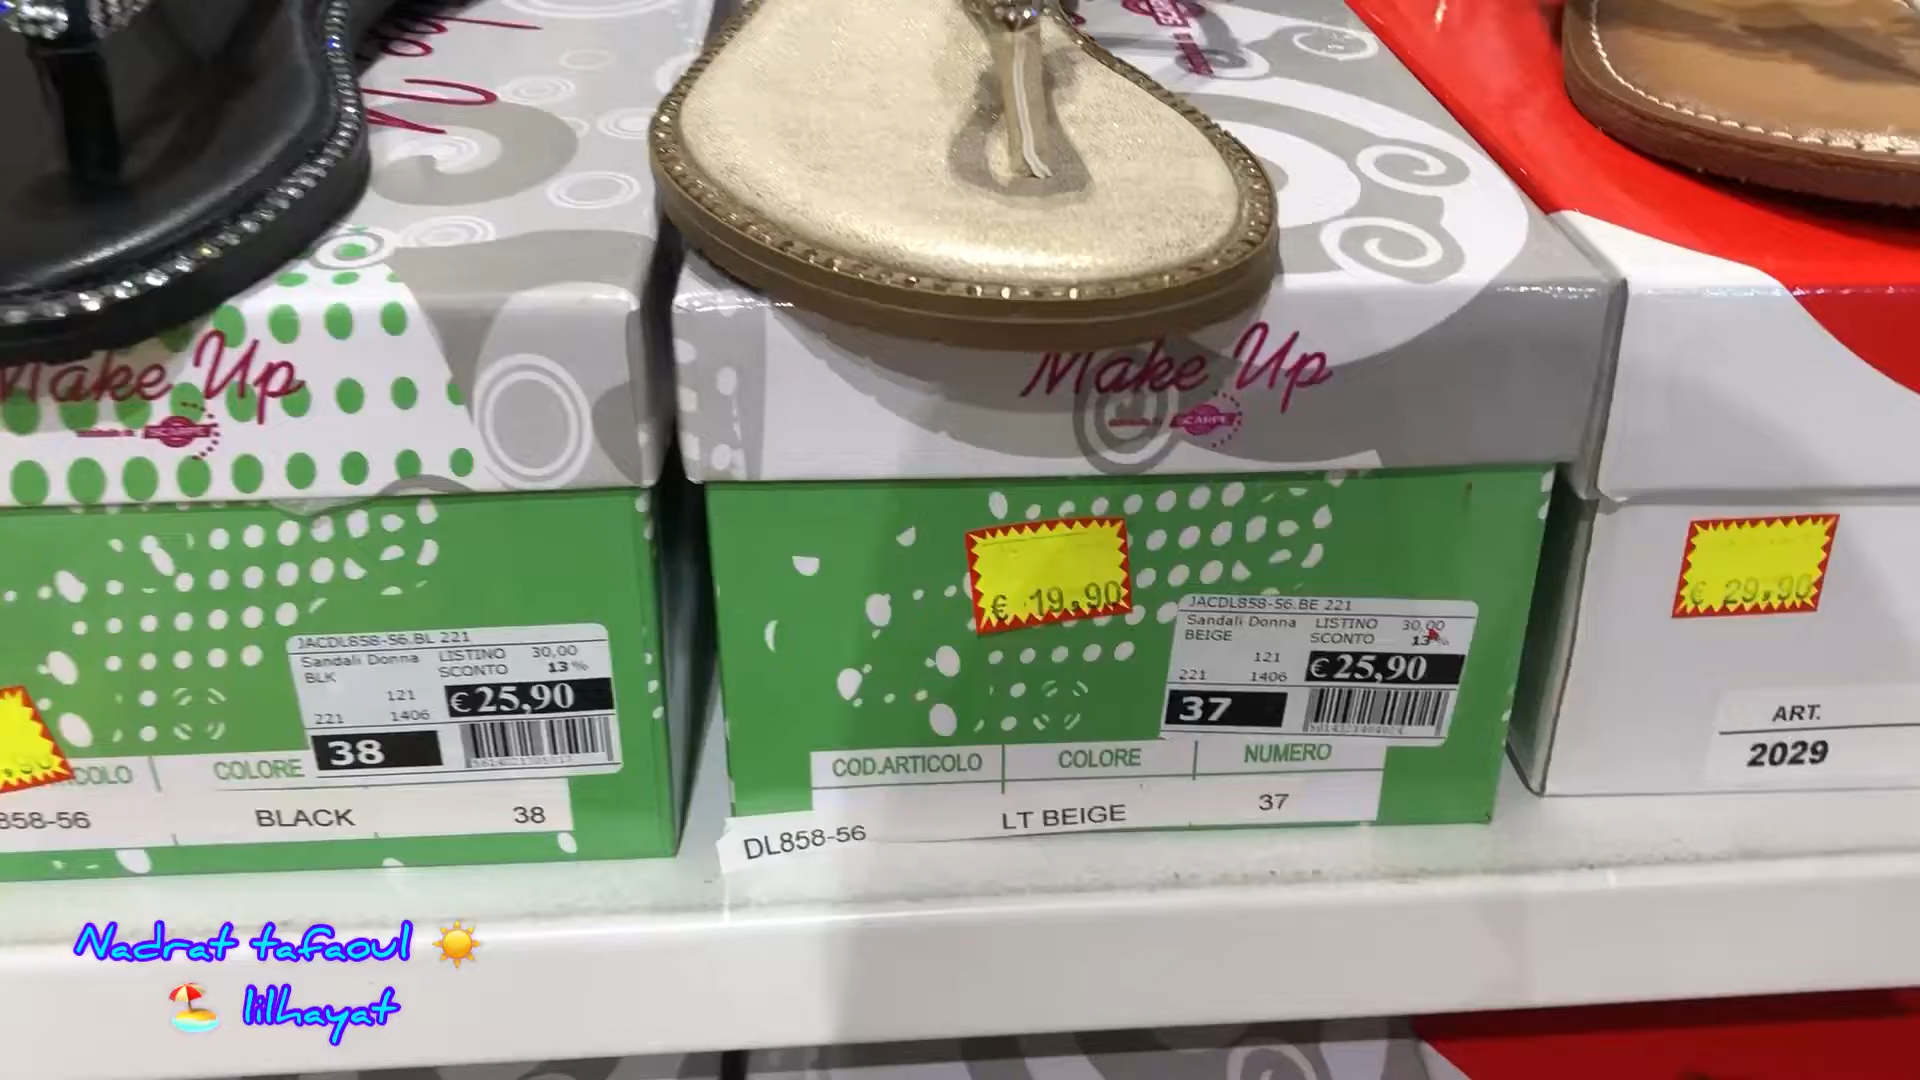 Make Up
SCARPE
JACDL858-56.BL 221
Sandali Donna
BLK
LISTINO 30,00
SCONTO 13%
€25,90
121
221 1406
38
COLORE
858-56 BLACK 38
Make Up
SCARPE
€ 19,90
JACDL858-56.BE 221
Sandali Donna
BEIGE
LISTINO 30,00
SCONTO 13%
€25,90
121
221 1406
37
COD.ARTICOLO COLORE NUMERO
DL858-56 LT BEIGE 37
€ 29,90
ART.
2029
Nadrat tafaoul
lilhayat